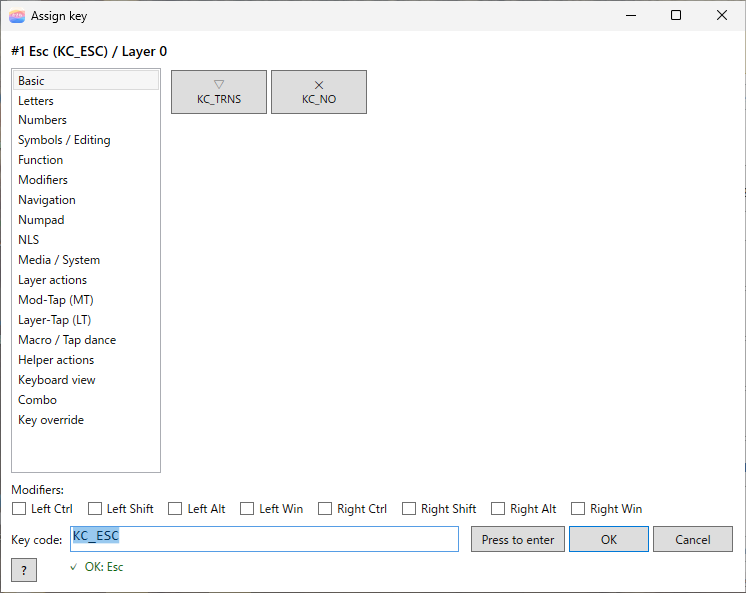 Assign key
#1 Esc (KC_ESC) / Layer 0
Basic
Letters
Numbers
Symbols / Editing
Function
Modifiers
Navigation
Numpad
NLS
Media / System
Layer actions
Mod-Tap (MT)
Layer-Tap (LT)
Macro / Tap dance
Helper actions
Keyboard view
Combo
Key override
▽
KC_TRNS
✕
KC_NO
Modifiers:
Left Ctrl Left Shift Left Alt Left Win Right Ctrl Right Shift Right Alt Right Win
Key code: KC_ESC Press to enter OK Cancel
? ✓ OK: Esc